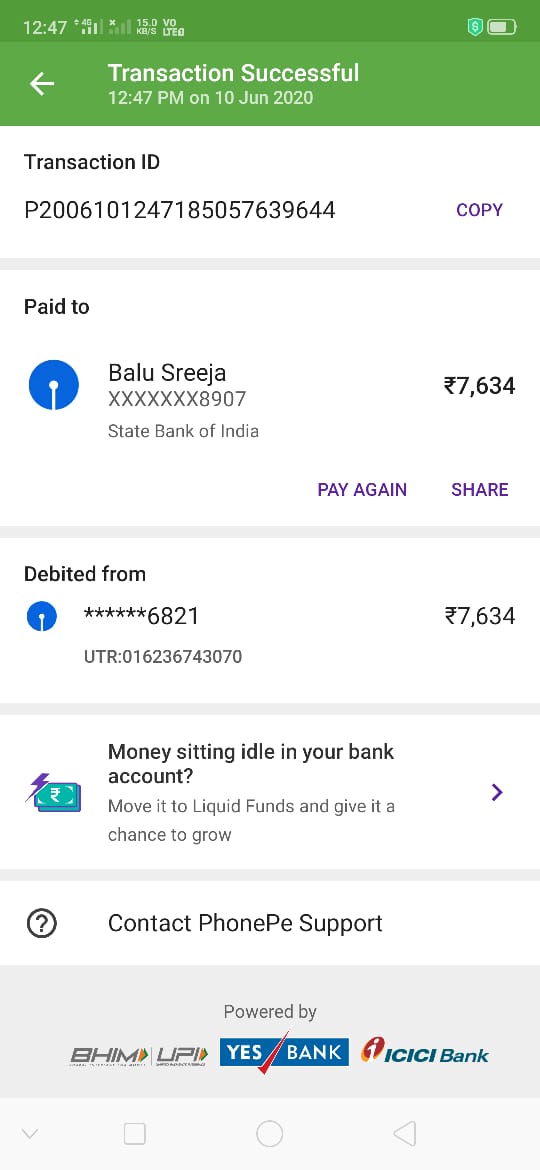 12:47 4G 15.0 KB/S VO LTE
Transaction Successful
12:47 PM on 10 Jun 2020
Transaction ID
P2006101247185057639644 COPY
Paid to
Balu Sreeja
XXXXXXX8907 ₹7,634
State Bank of India
PAY AGAIN SHARE
Debited from
******6821 ₹7,634
UTR:016236743070
Money sitting idle in your bank
account?
Move it to Liquid Funds and give it a
chance to grow
Contact PhonePe Support
Powered by
BHIM UPI YES BANK ICICI Bank